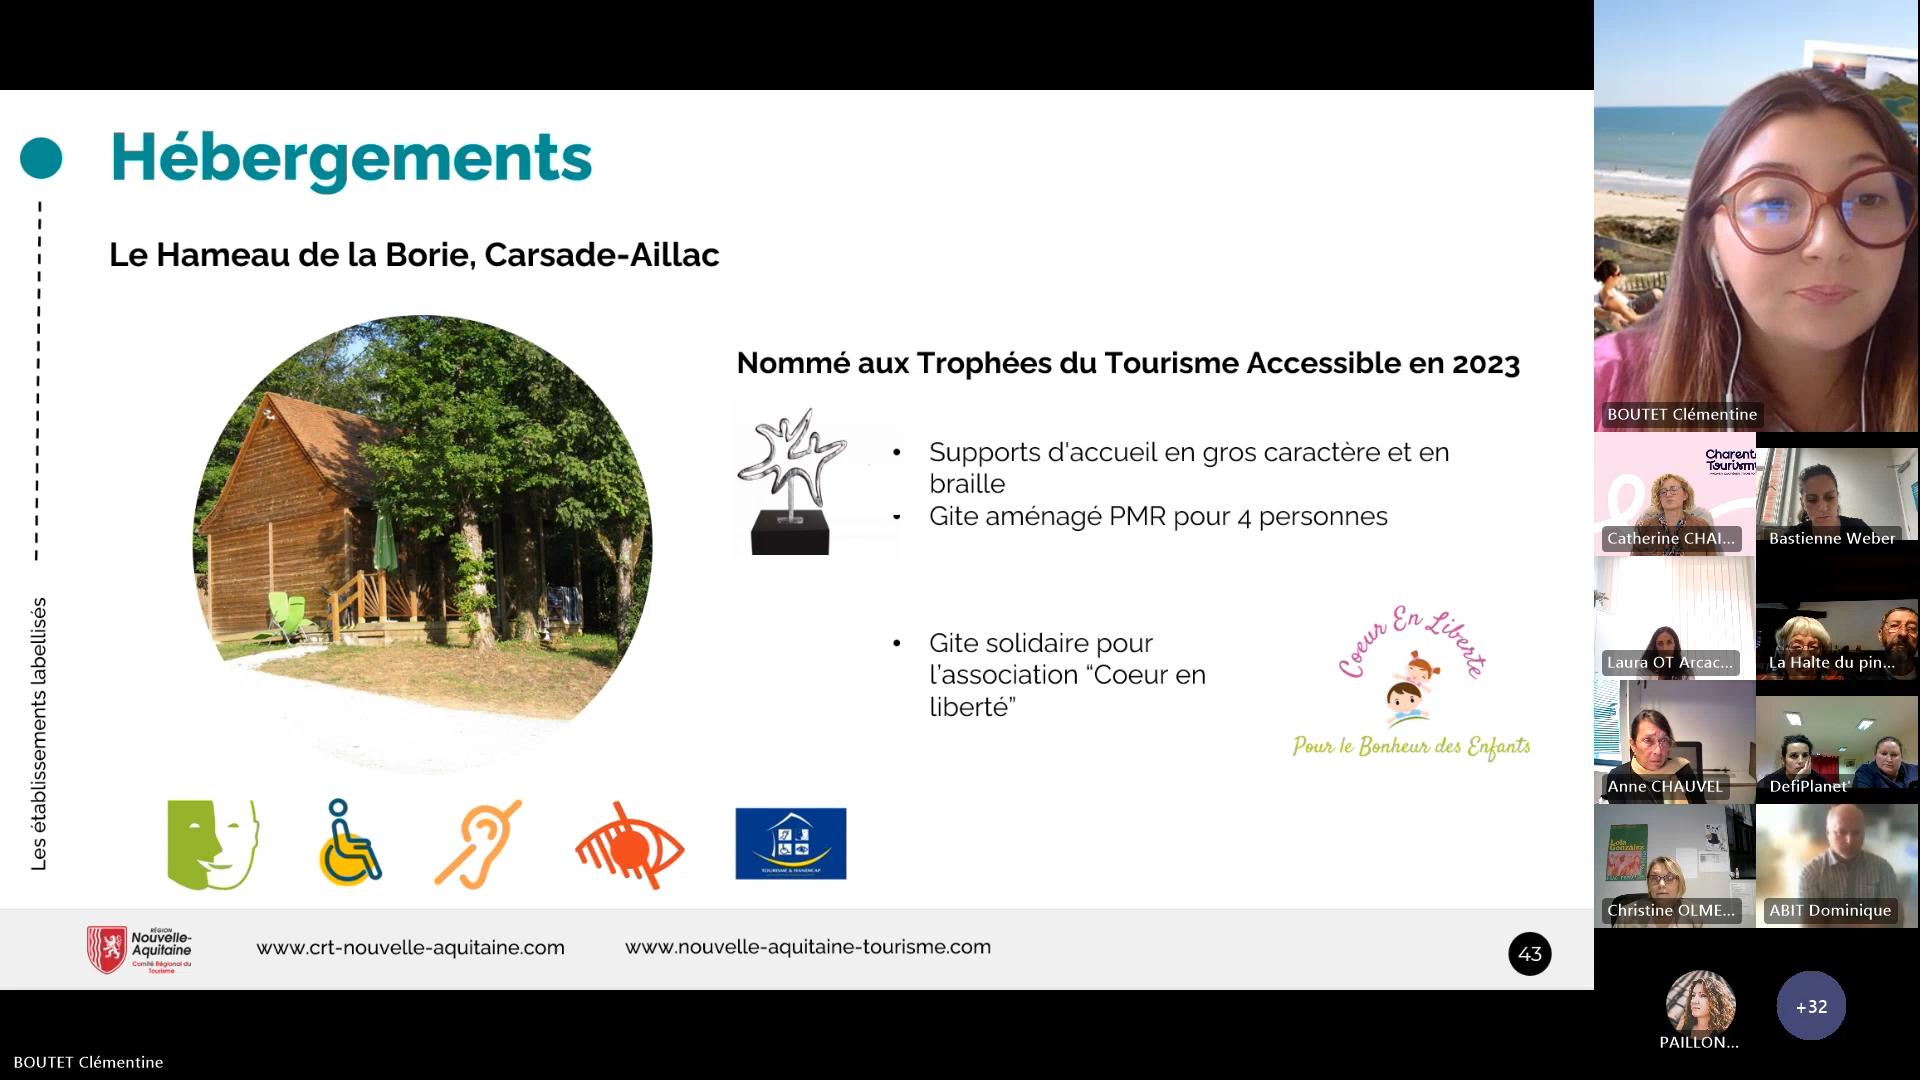 Hébergements
Le Hameau de la Borie, Carsade-Aillac
Nommé aux Trophées du Tourisme Accessible en 2023
• Supports d'accueil en gros caractère et en
braille
• Gite aménagé PMR pour 4 personnes
• Gite solidaire pour
l’association “Coeur en
liberté”
Coeur En Liberté
Pour le Bonheur des Enfants
Les établissements labellisés
TOURISME & HANDICAP
RÉGION
Nouvelle-
Aquitaine
Comité Régional du
Tourisme
www.crt-nouvelle-aquitaine.com
www.nouvelle-aquitaine-tourisme.com
43
BOUTET Clémentine
BOUTET Clémentine
Charent
Tourism
Catherine CHAI...
Bastienne Weber
Laura OT Arcac...
La Halte du pin...
Anne CHAUVEL
DefiPlanet'
Lola
González
Christine OLME...
ABIT Dominique
PAILLON...
+32